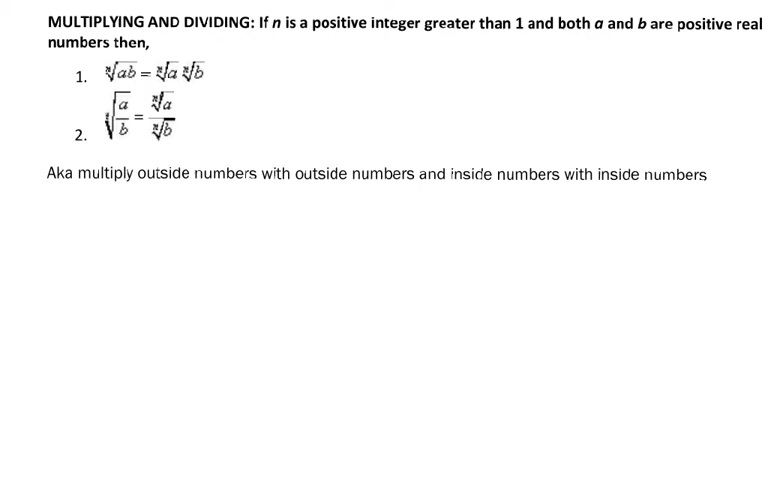 MULTIPLYING AND DIVIDING: If n is a positive integer greater than 1 and both a and b are positive real
numbers then,
1. ⁿ√ab = ⁿ√a ⁿ√b
2. ⁿ√(a/b) = ⁿ√a / ⁿ√b
Aka multiply outside numbers with outside numbers and inside numbers with inside numbers